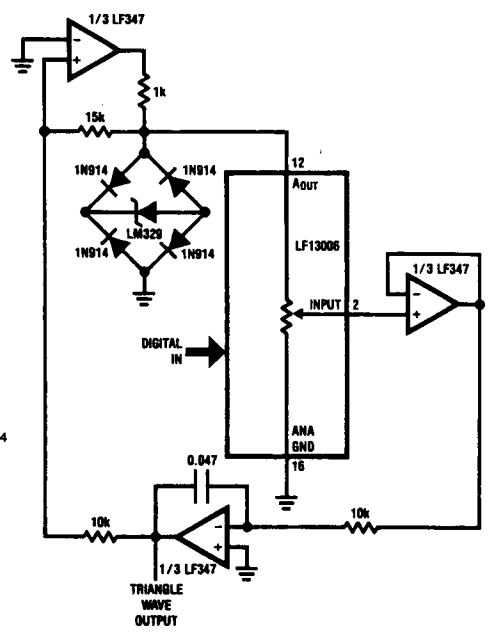 1/3 LF347
-
+
1k
15k
1N914
1N914
LM329
1N914
1N914
12
AOUT
LF13006
INPUT
2
1/3 LF347
-
+
DIGITAL
IN
ANA
GND
16
4
0.047
10k
-
+
10k
1/3 LF347
TRIANGLE
WAVE
OUTPUT